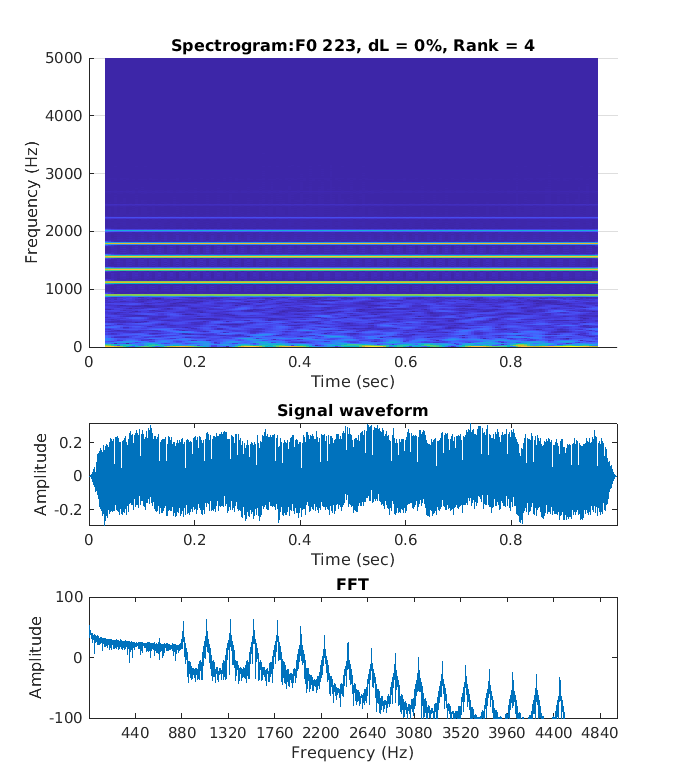 Spectrogram:F0 223, dL = 0%, Rank = 4
5000
4000
3000
2000
1000
0
Frequency (Hz)
0 0.2 0.4 0.6 0.8
Time (sec)
Signal waveform
0.2
0
-0.2
Amplitude
0 0.2 0.4 0.6 0.8
Time (sec)
FFT
100
0
-100
Amplitude
440 880 1320 1760 2200 2640 3080 3520 3960 4400 4840
Frequency (Hz)